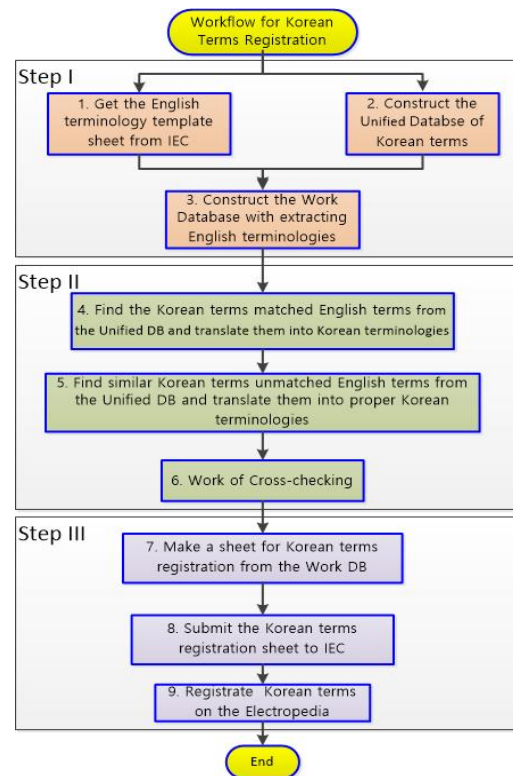 Workflow for Korean
Terms Registration
Step I
1. Get the English
terminology template
sheet from IEC
2. Construct the
Unified Databse of
Korean terms
3. Construct the Work
Database with extracting
English terminologies
Step II
4. Find the Korean terms matched English terms from
the Unified DB and translate them into Korean terminologies
5. Find similar Korean terms unmatched English terms from
the Unified DB and translate them into proper Korean
terminologies
6. Work of Cross-checking
Step III
7. Make a sheet for Korean terms
registration from the Work DB
8. Submit the Korean terms
registration sheet to IEC
9. Registrate Korean terms
on the Electropedia
End